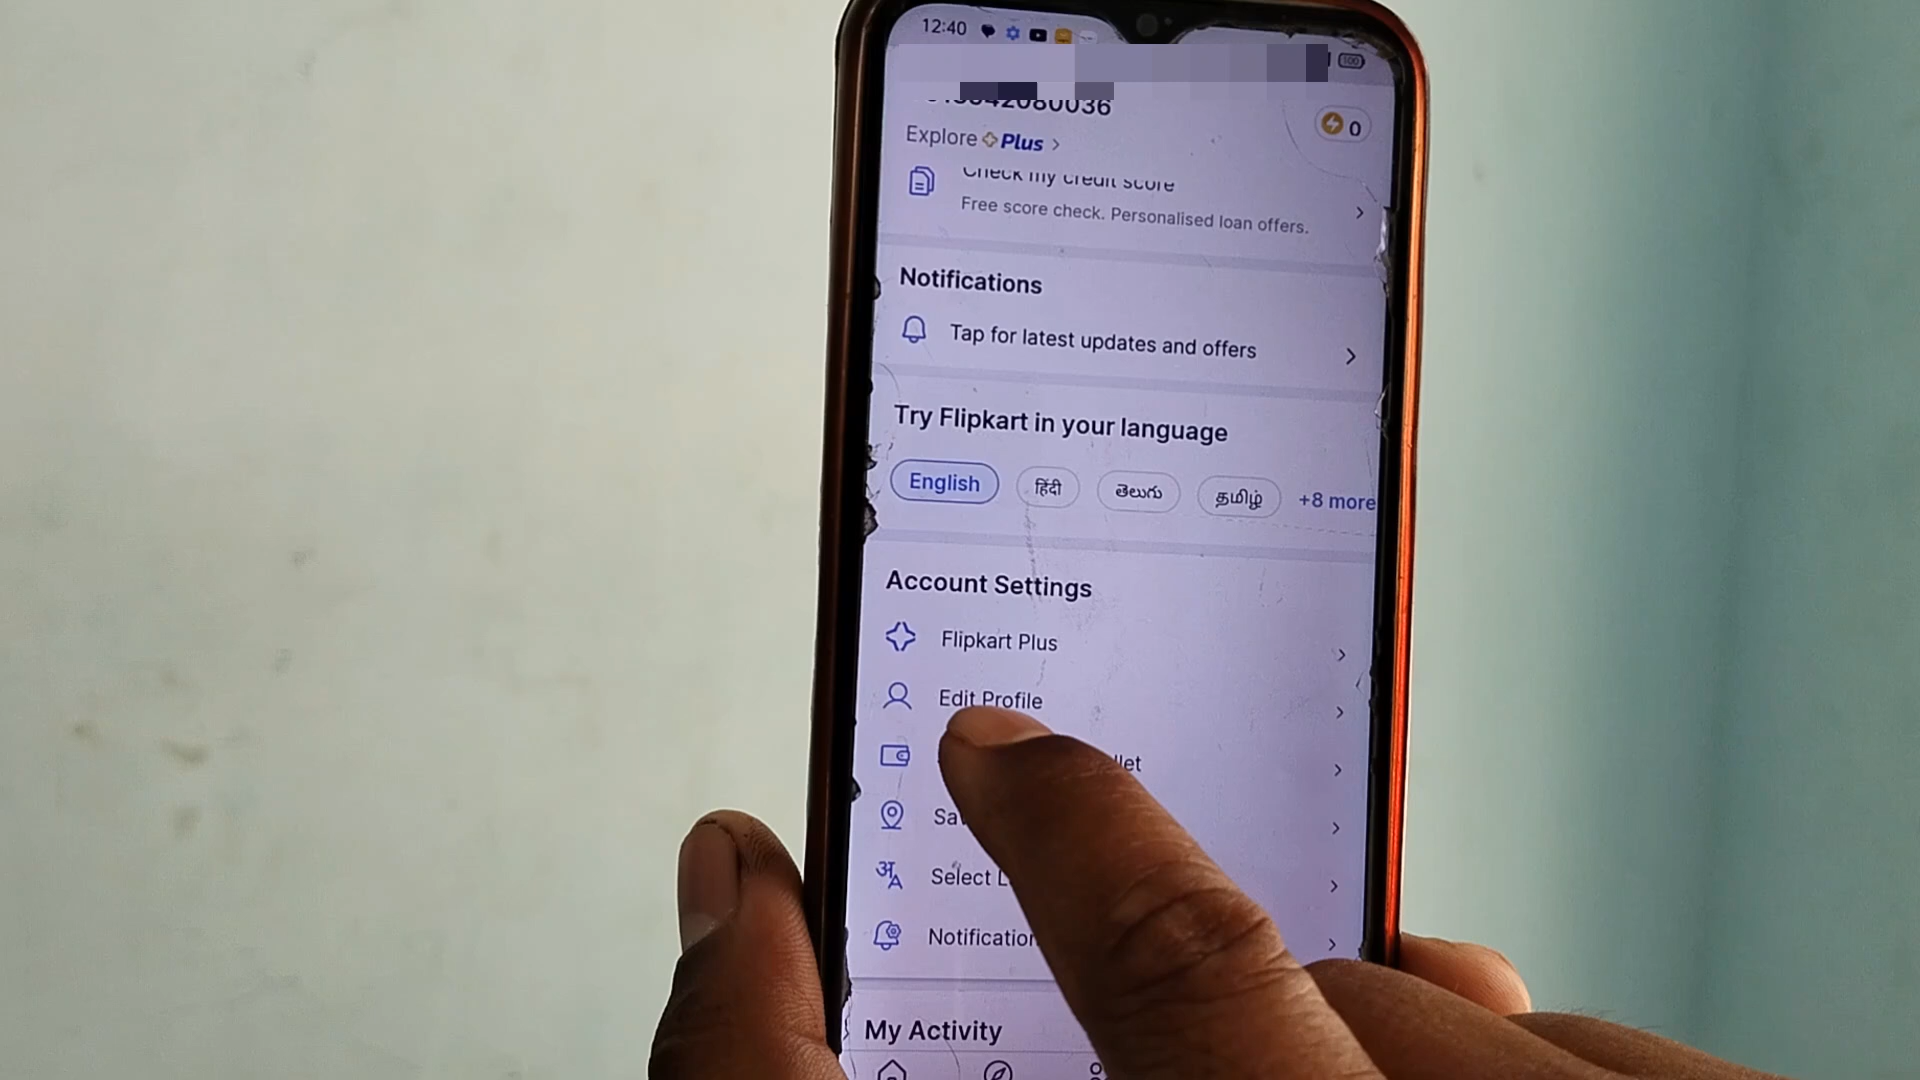 12:40
100
0
Explore Plus
Check my credit score
Free score check. Personalised loan offers.
Notifications
Tap for latest updates and offers
Try Flipkart in your language
English हिंदी తెలుగు தமிழ் +8 more
Account Settings
Flipkart Plus
Edit Profile
Select
Notification
My Activity